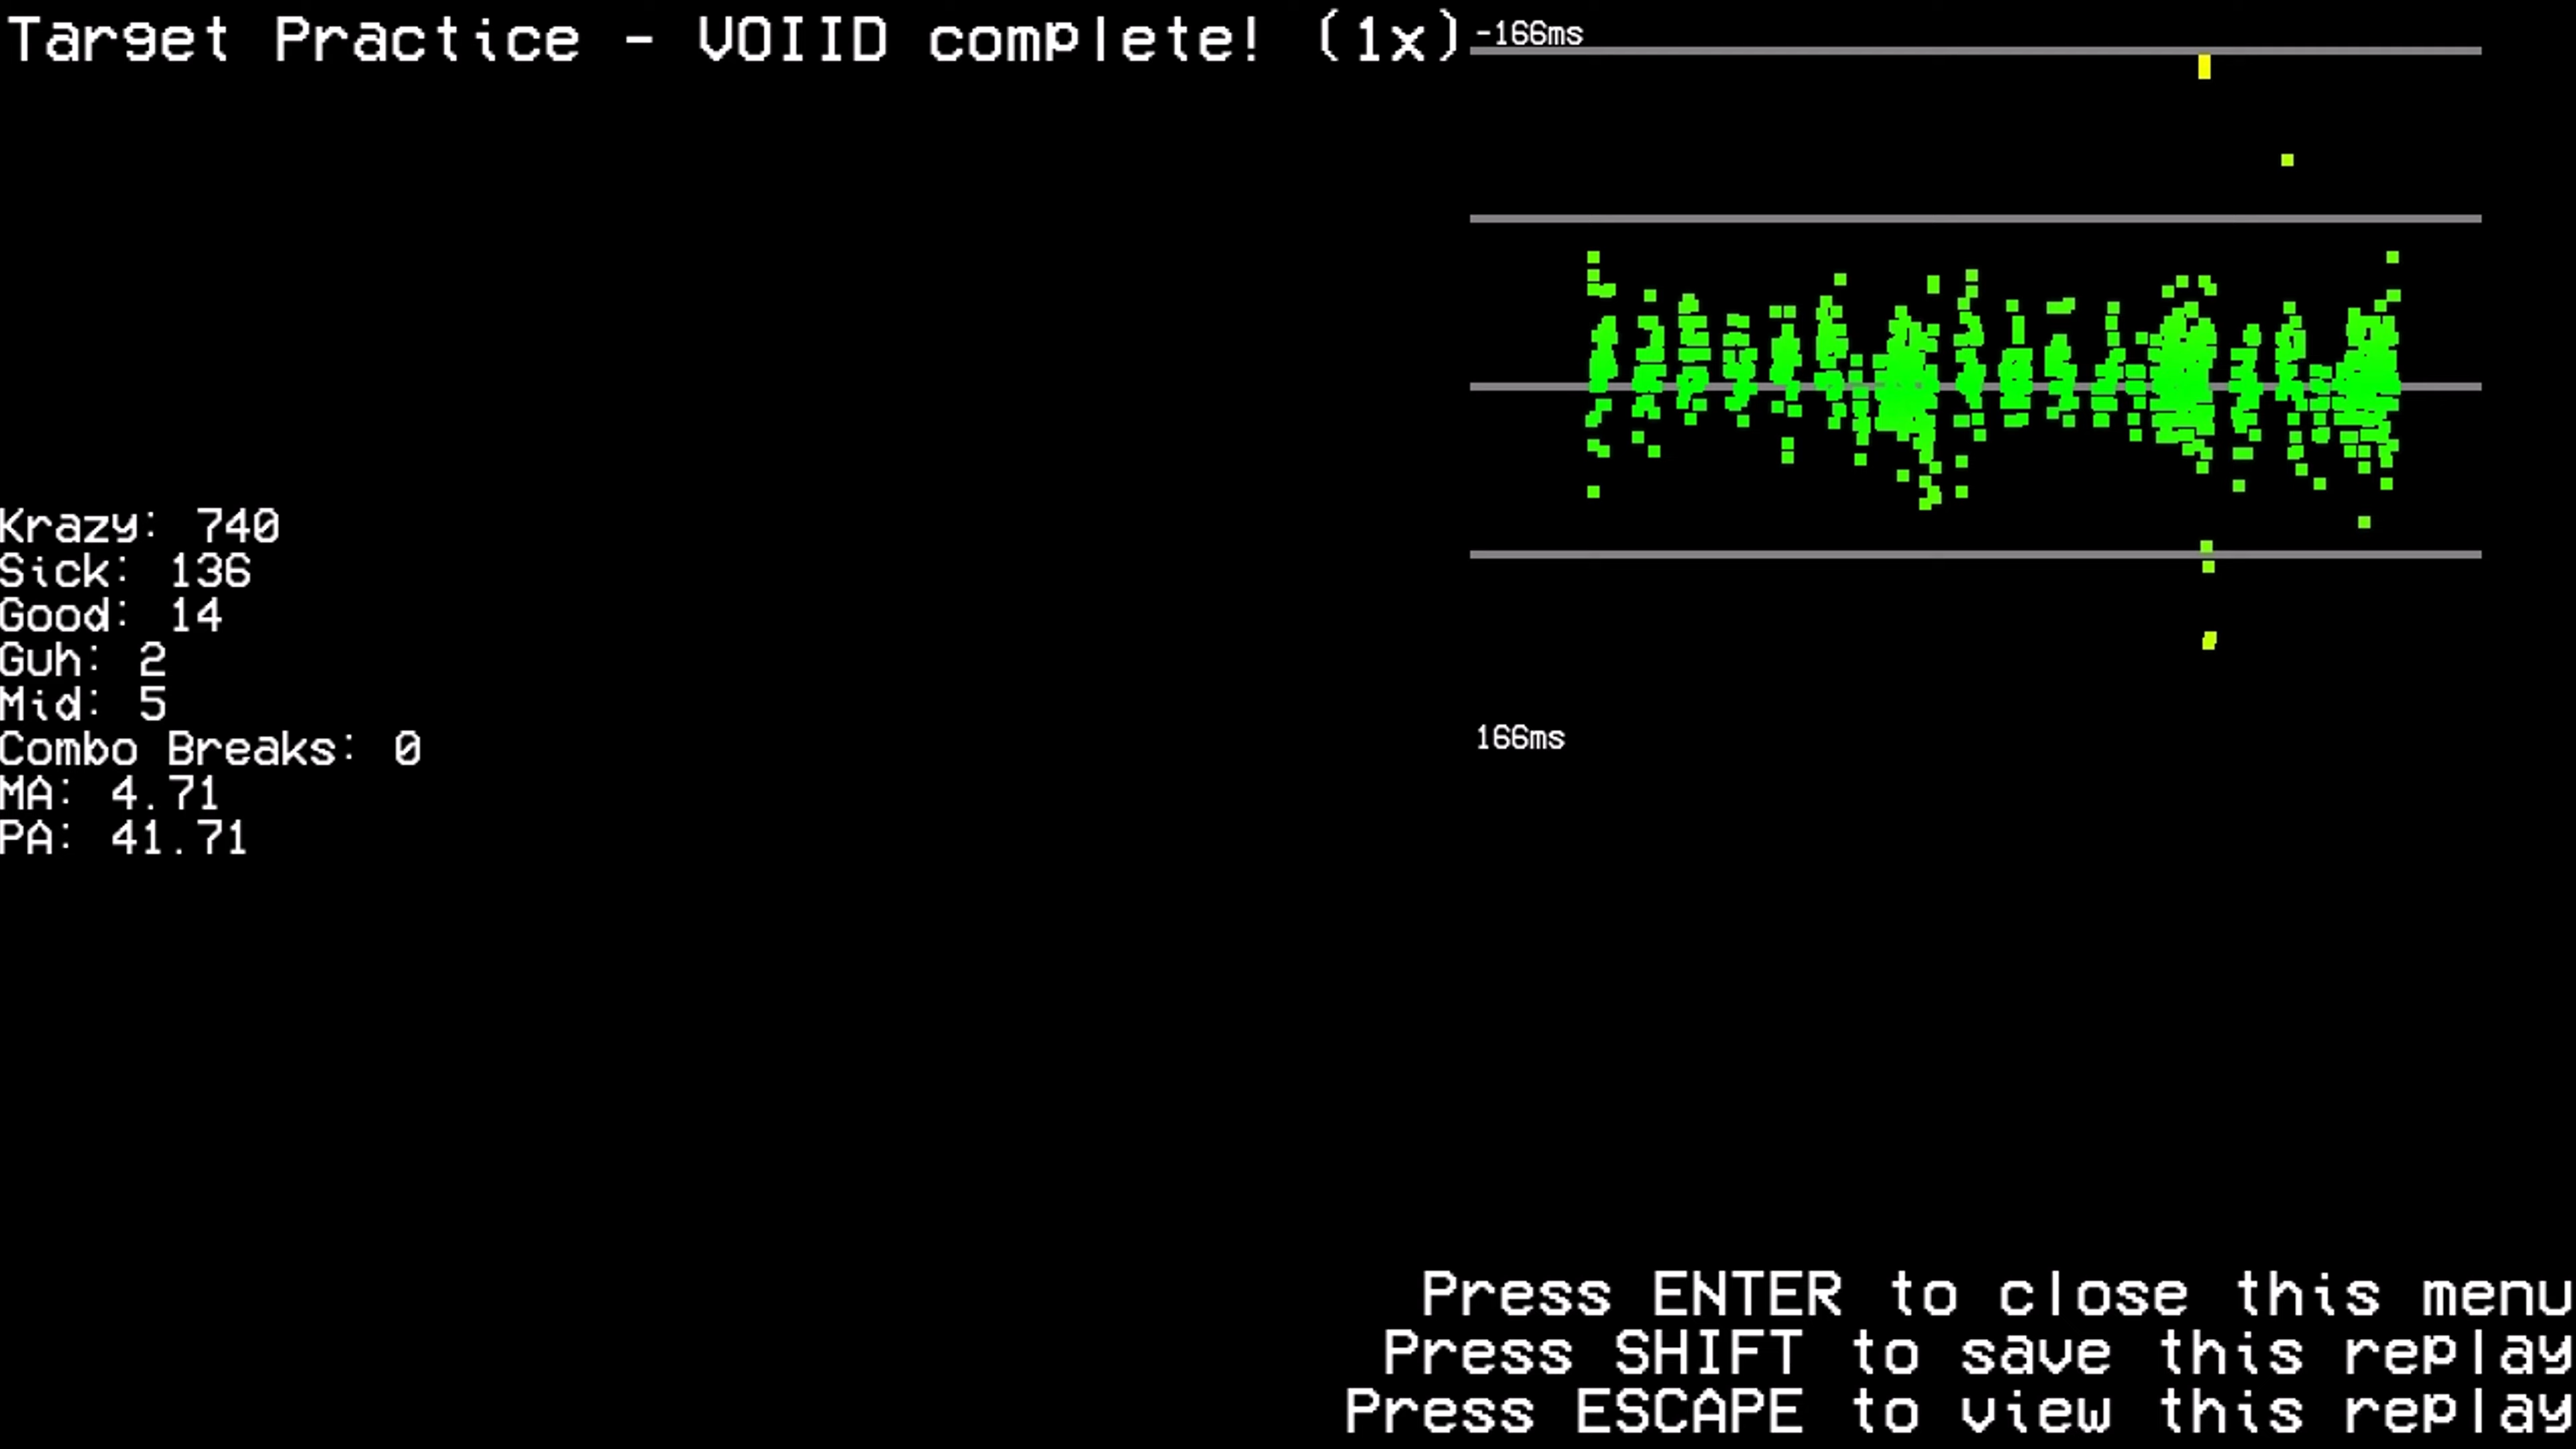 Target Practice - VOIID complete! (1x)
-166ms
Krazy: 740
Sick: 136
Good: 14
Guh: 2
Mid: 5
Combo Breaks: 0
MA: 4.71
PA: 41.71
166ms
Press ENTER to close this menu
Press SHIFT to save this replay
Press ESCAPE to view this replay